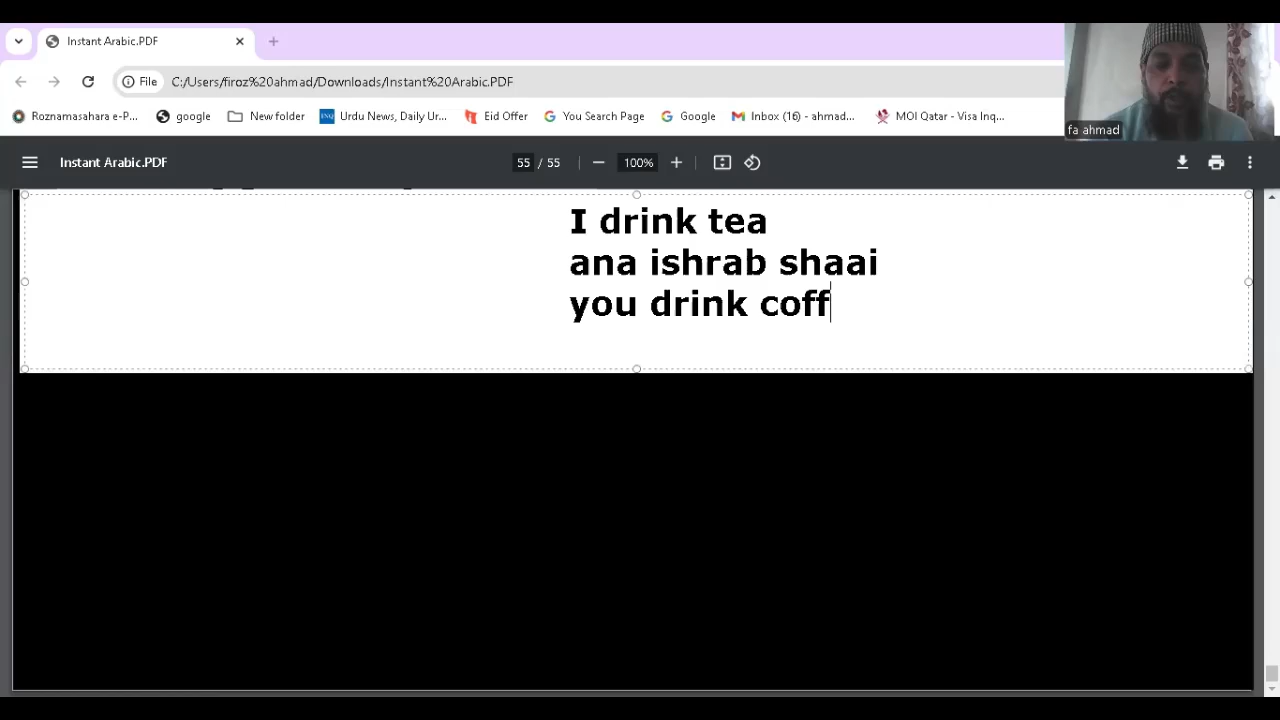 Instant Arabic.PDF
File
C:/Users/firoz%20ahmad/Downloads/Instant%20Arabic.PDF
Roznamasahara e-P...
google
New folder
Urdu News, Daily Ur...
Eid Offer
You Search Page
Google
Inbox (16) - ahmad...
MOI Qatar - Visa Inq...
fa ahmad
Instant Arabic.PDF
55 / 55
100%
I drink tea
ana ishrab shaai
you drink coff